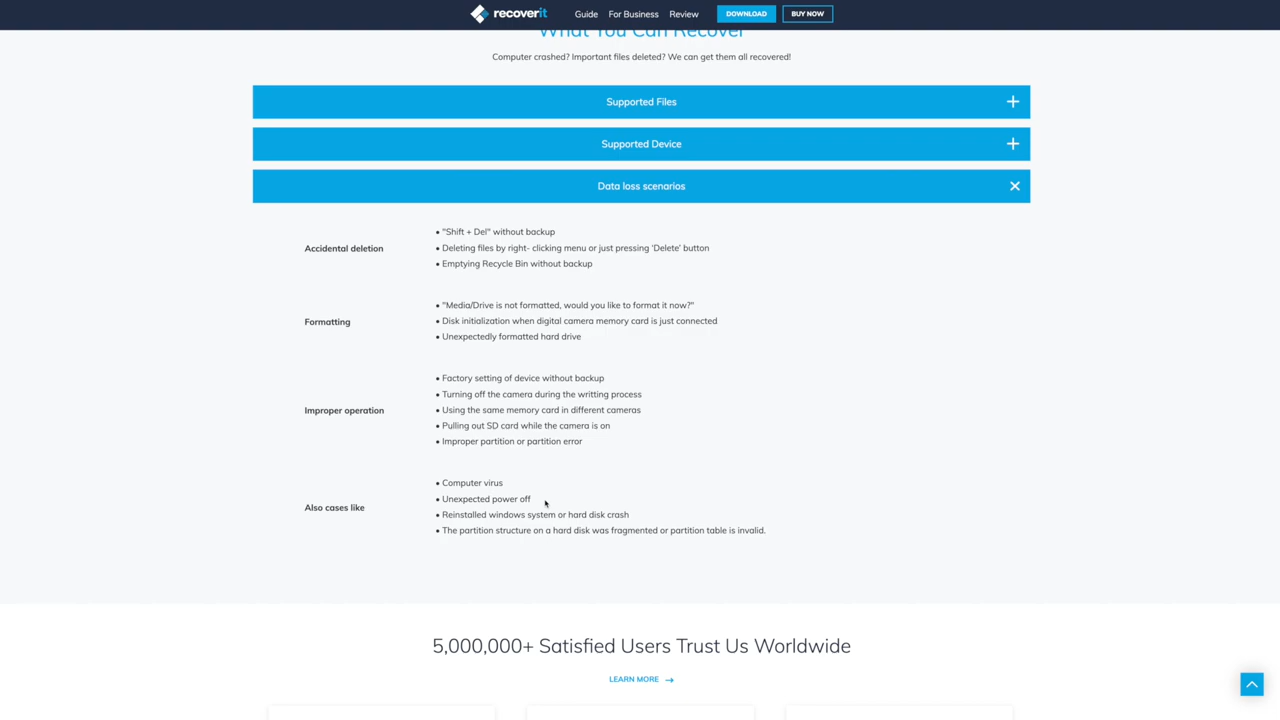 recoverit Guide For Business Review DOWNLOAD BUY NOW
What You Can Recover
Computer crashed? Important files deleted? We can get them all recovered!
Supported Files
Supported Device
Data loss scenarios
Accidental deletion
• "Shift + Del" without backup
• Deleting files by right- clicking menu or just pressing ‘Delete’ button
• Emptying Recycle Bin without backup
Formatting
• "Media/Drive is not formatted, would you like to format it now?"
• Disk initialization when digital camera memory card is just connected
• Unexpectedly formatted hard drive
Improper operation
• Factory setting of device without backup
• Turning off the camera during the writting process
• Using the same memory card in different cameras
• Pulling out SD card while the camera is on
• Improper partition or partition error
Also cases like
• Computer virus
• Unexpected power off
• Reinstalled windows system or hard disk crash
• The partition structure on a hard disk was fragmented or partition table is invalid.
5,000,000+ Satisfied Users Trust Us Worldwide
LEARN MORE →